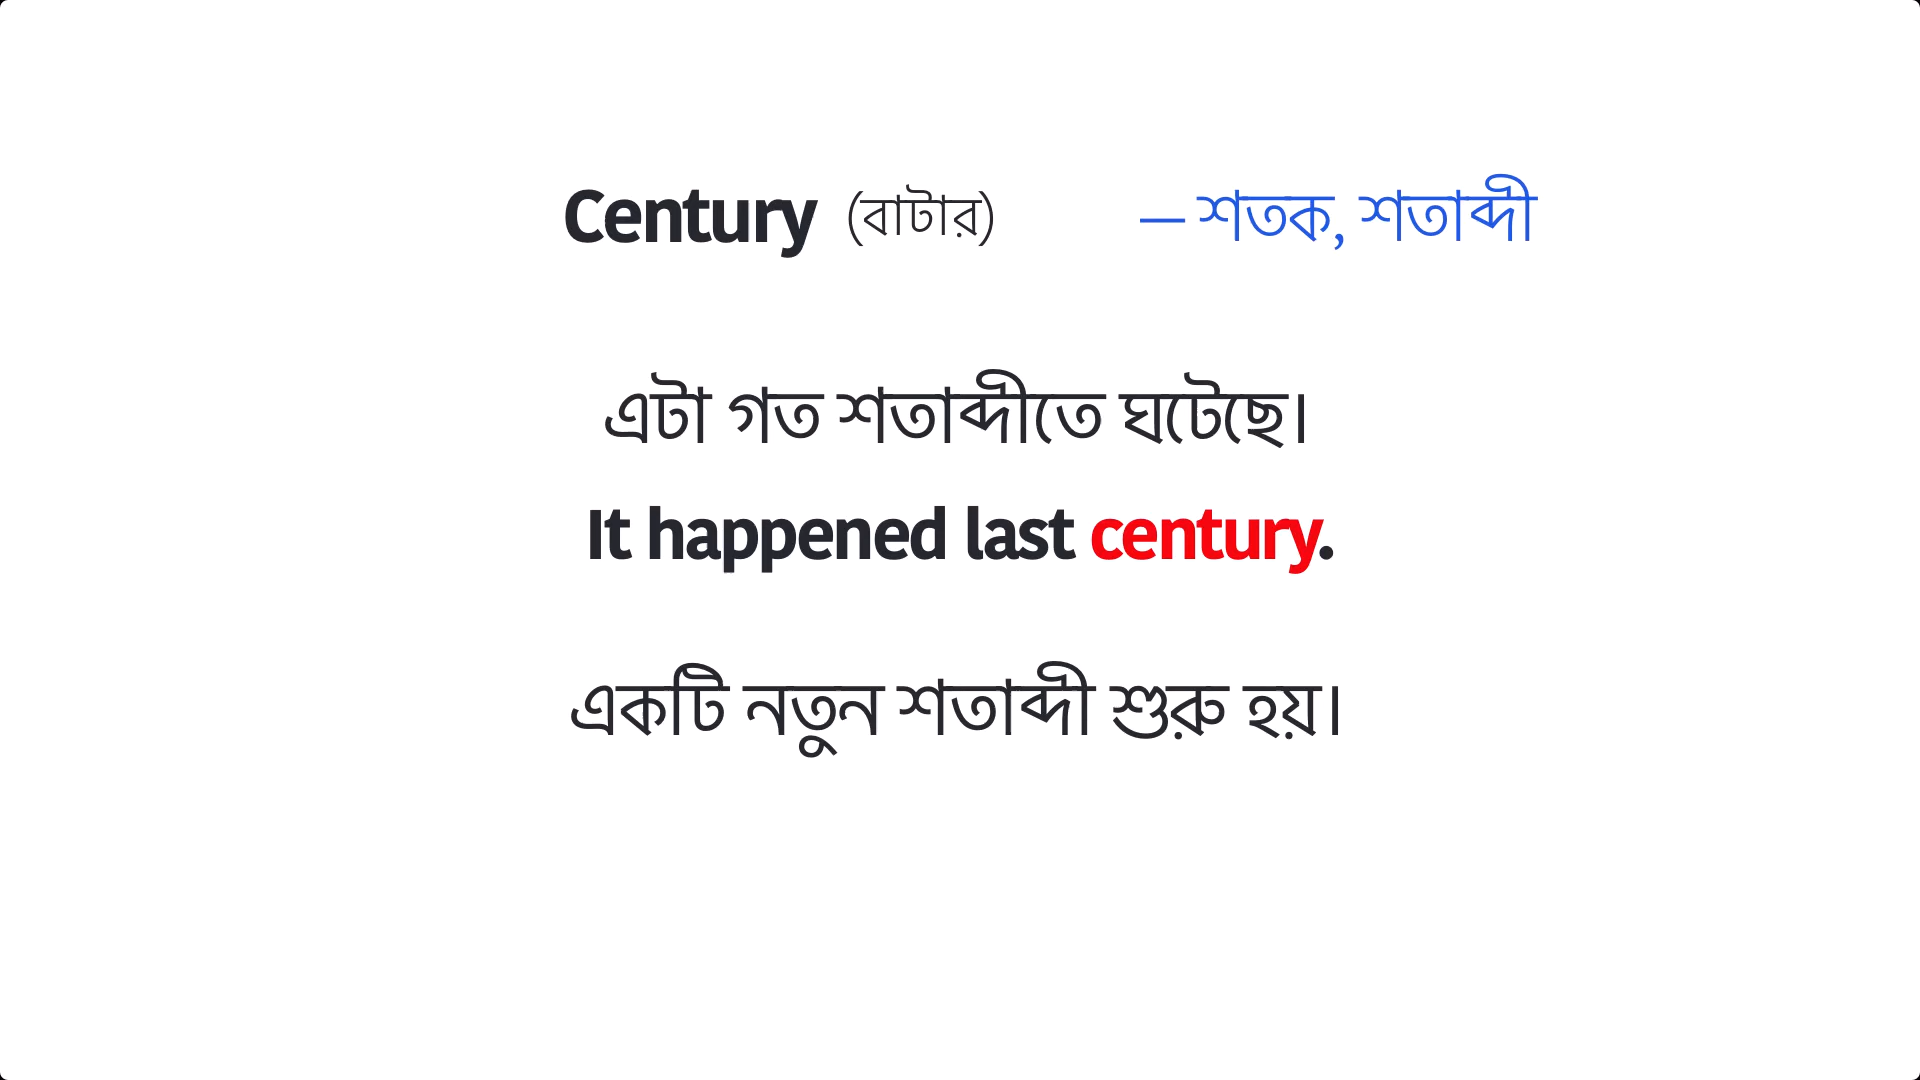 Century (বাটার) – শতক, শতাব্দী
এটা গত শতাব্দীতে ঘটেছে।
It happened last century.
একটি নতুন শতাব্দী শুরু হয়।